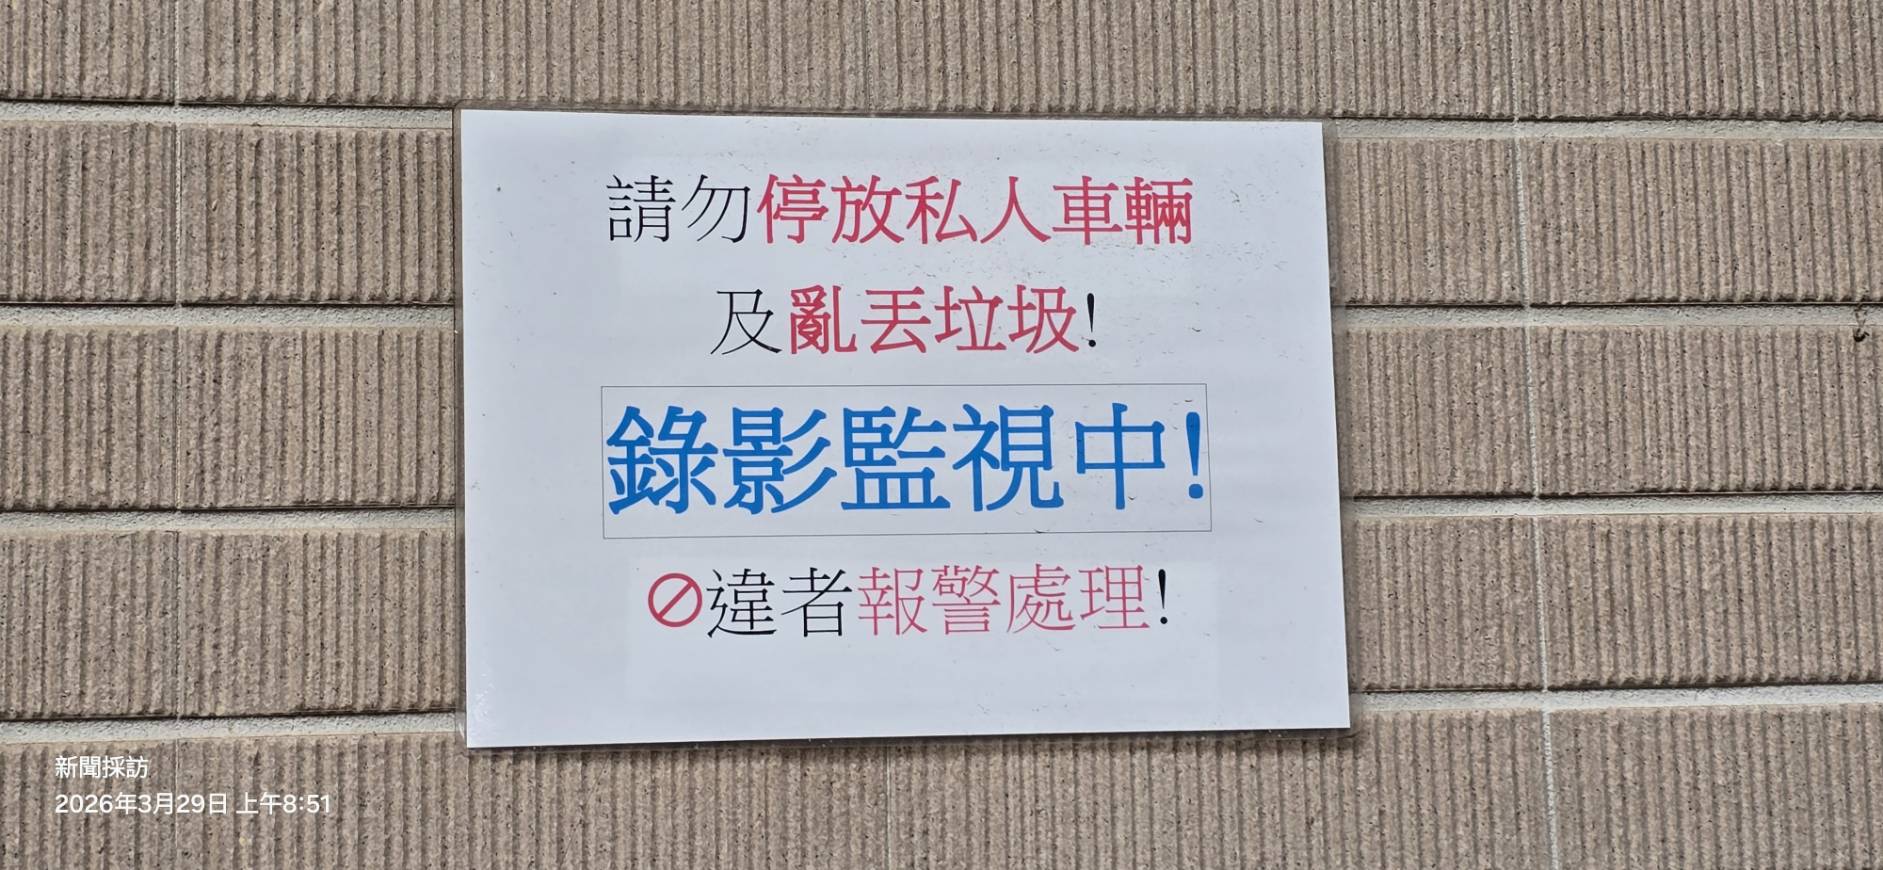 請勿停放私人車輛
及亂丟垃圾!
錄影監視中!
🚫違者報警處理!
新聞採訪
2026年3月29日 上午8:51